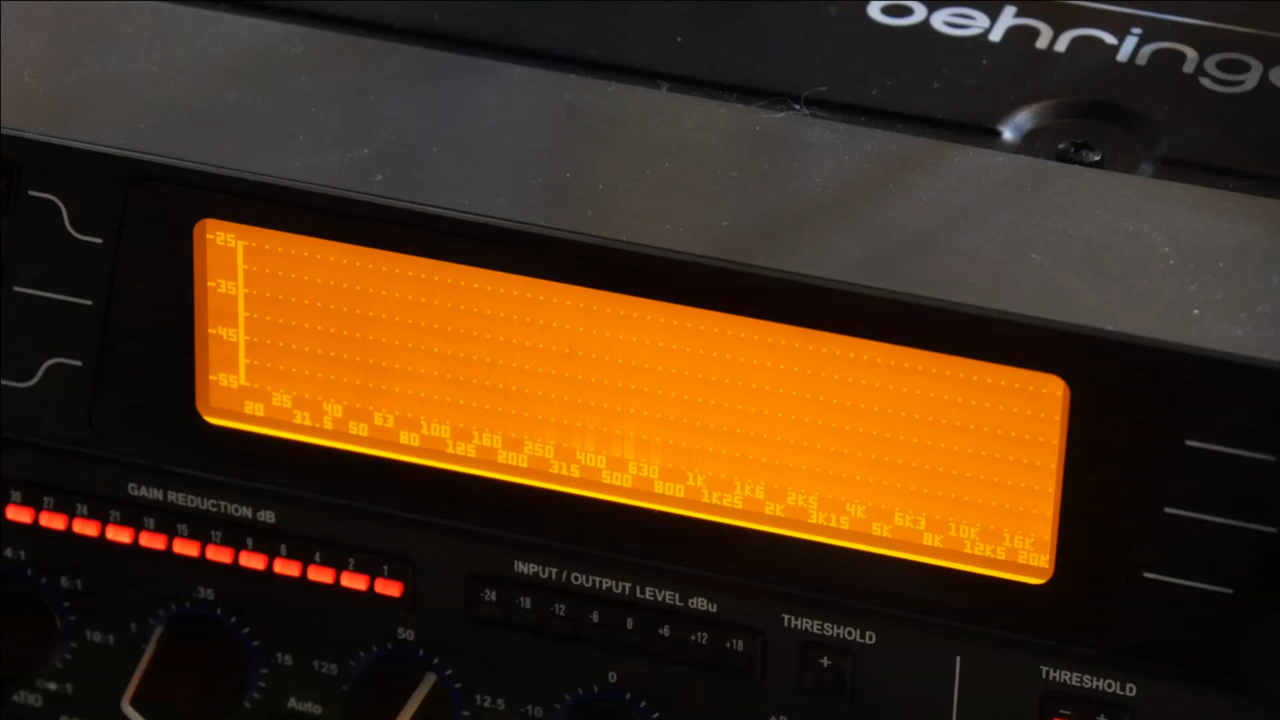 behringe
-25
-35
-45
-55
25 40 63 100 160 250 400 630 1K 1K6 2K5 4K 6K3 10K 16K
20 31.5 50 80 125 200 315 500 800 1K25 2K 3K15 5K 8K 12K5 20K
GAIN REDUCTION dB
30 27 24 21 18 15 12 9 6 4 2 1
INPUT / OUTPUT LEVEL dBu
-24 -18 -12 -6 0 +6 +12 +18
THRESHOLD
+
THRESHOLD
- +
4:1
6:1
10:1
∞:1
1
.35
.15
50
125
12.5
Auto
-10
0